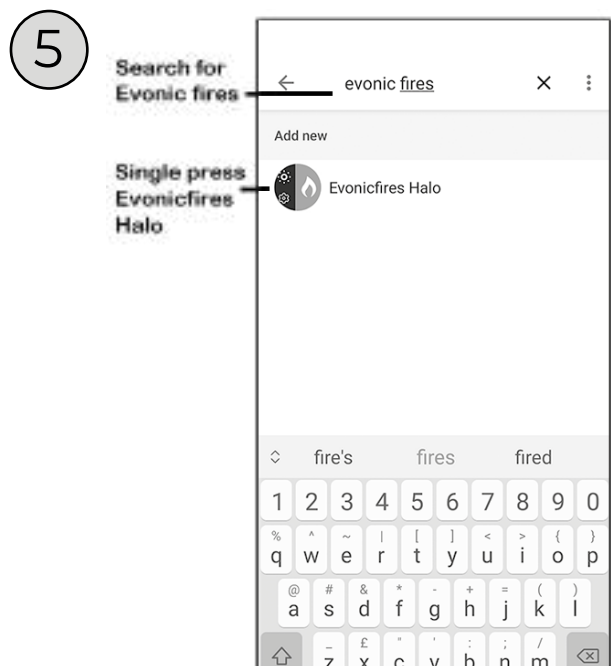 5
Search for
Evonic fires
Single press
Evonicfires
Halo
evonic fires
Add new
Evonicfires Halo
fire's fires fired
1 2 3 4 5 6 7 8 9 0
% ^ ~ | [ ] < > { }
q w e r t y u i o p
@ # & * - + = ( )
a s d f g h j k l
_ £ " ' : ; /
z x c v b n m